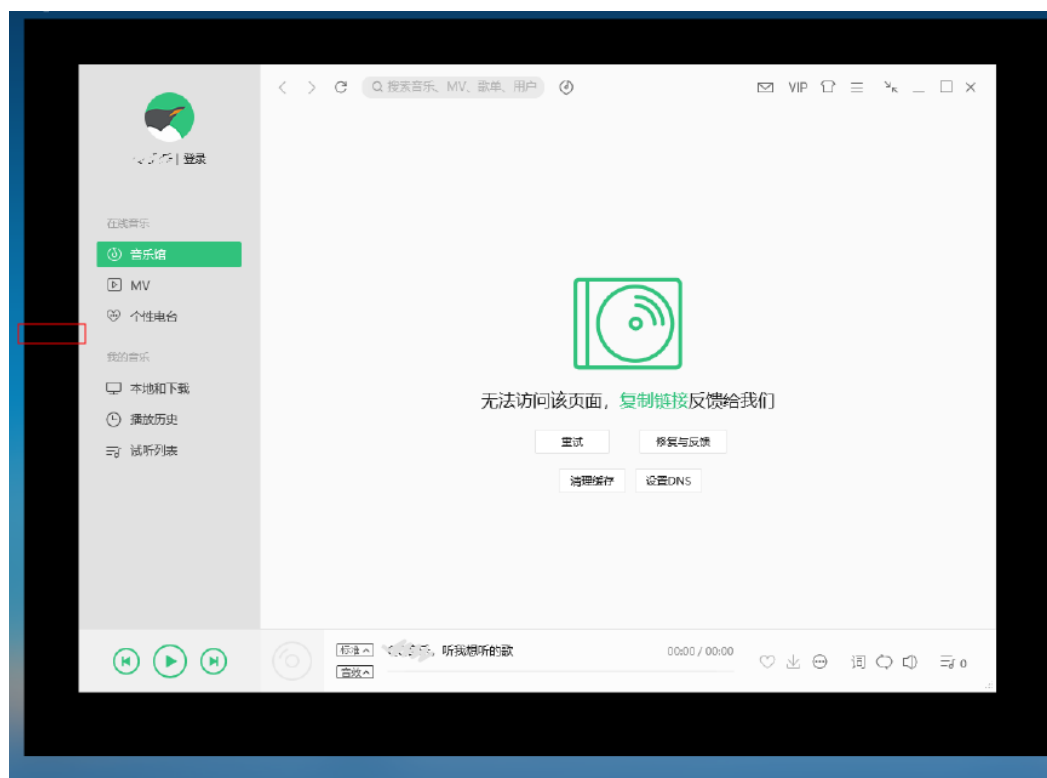 搜索音乐、MV、歌单、用户
VIP
| 登录
在线音乐
音乐馆
MV
个性电台
我的音乐
本地和下载
播放历史
试听列表
无法访问该页面，复制链接反馈给我们
重试
修复与反馈
清理缓存
设置DNS
标准
，听我想听的歌
00:00 / 00:00
音效
词
0